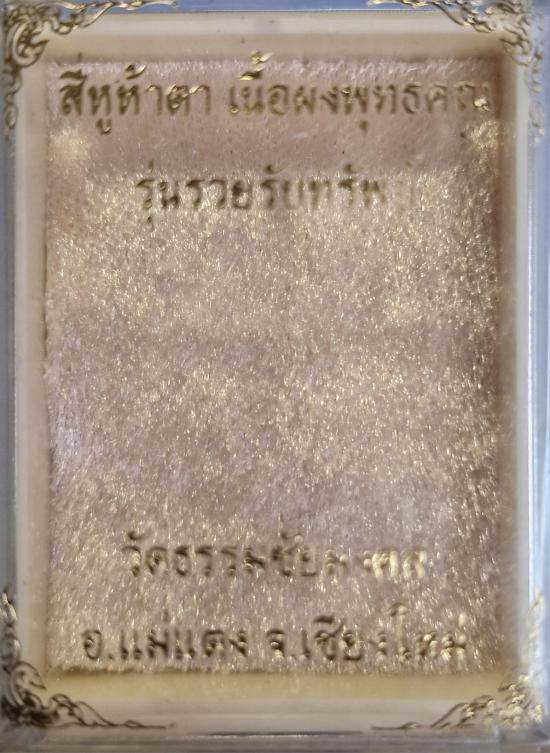 สี่หูห้าตา เนื้อผงพุทธคุณ
รุ่นรวยรับทรัพย์
วัดธรรมชัยมงคล
อ.แม่แตง จ.เชียงใหม่